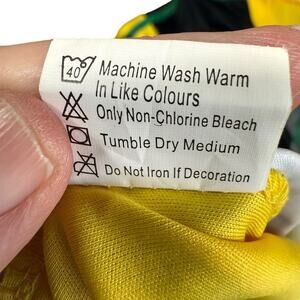 40
Machine Wash Warm
In Like Colours
Only Non-Chlorine Bleach
Tumble Dry Medium
Do Not Iron If Decoration